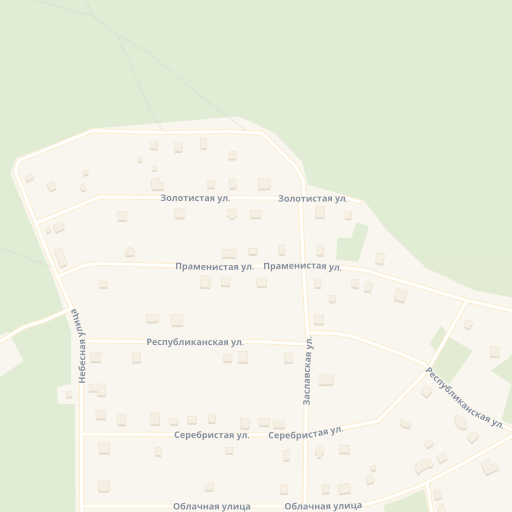 Золотистая ул.
Золотистая ул.
Праменистая ул.
Праменистая ул.
Небесная улица
Республиканская ул.
Заславская ул.
Республиканская ул.
Серебристая ул.
Серебристая ул.
Облачная улица
Облачная улица